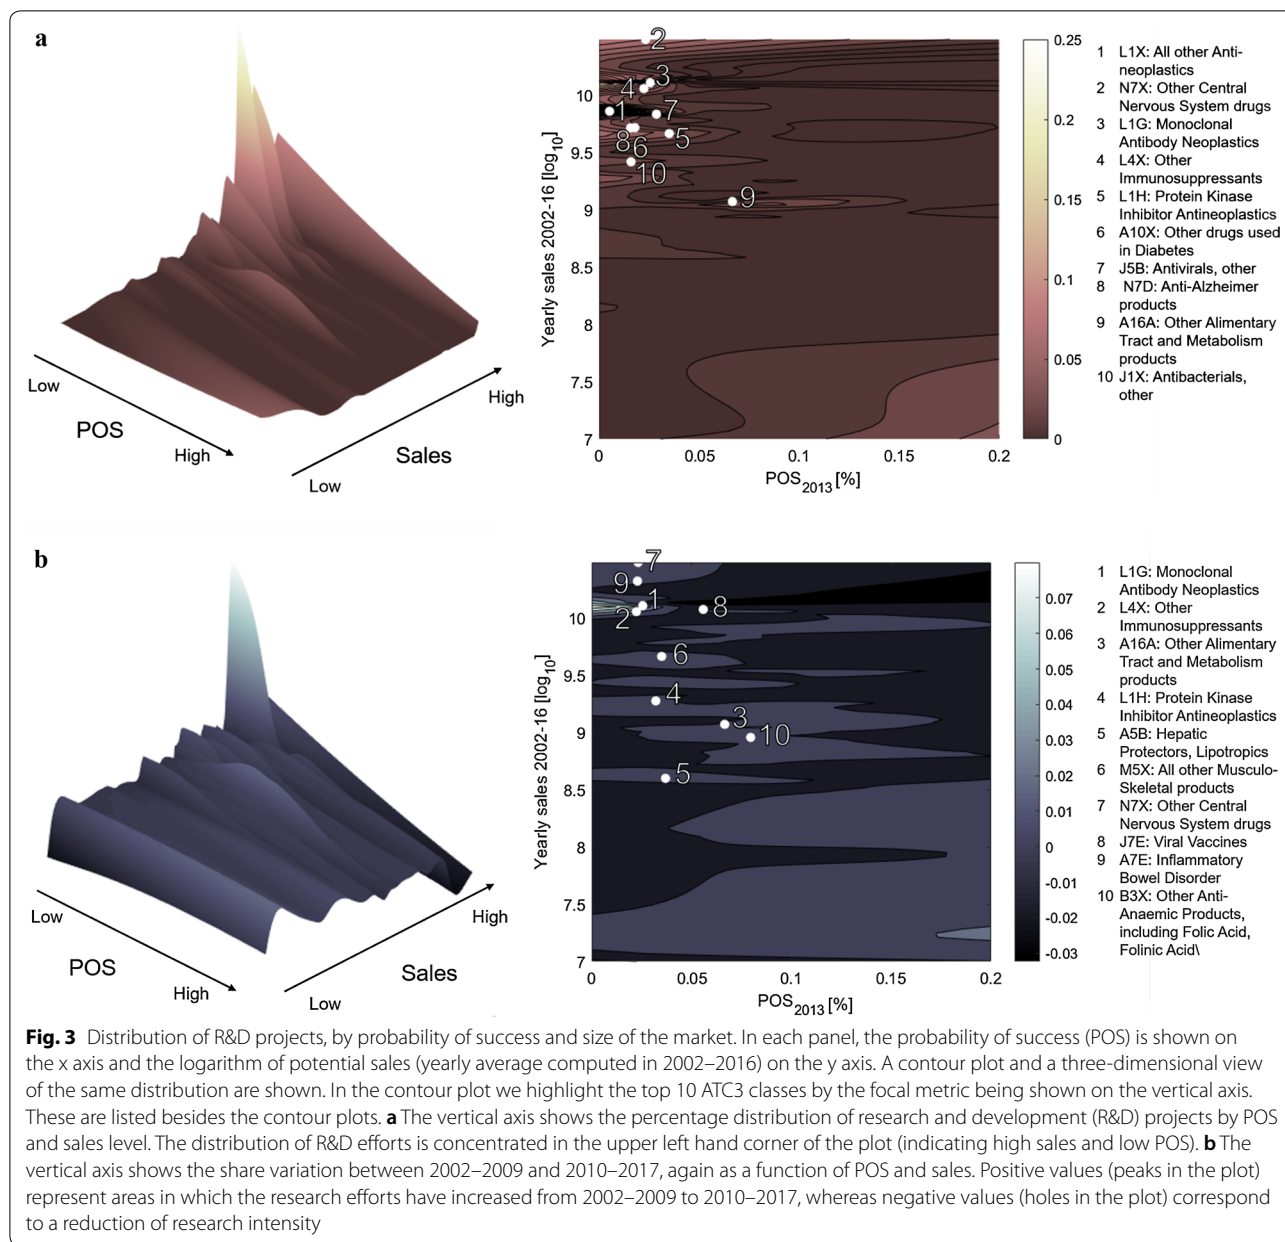 a
POS
Low
High
Sales
Low
High
Yearly sales 2002-16 [log10]
10
9.5
9
8.5
8
7.5
7
0
0.05
0.1
0.15
0.2
POS2013 [%]
2
3
4
1
7
8
6
5
10
9
0.25
0.2
0.15
0.1
0.05
0
1 L1X: All other Anti-
neoplastics
2 N7X: Other Central
Nervous System drugs
3 L1G: Monoclonal
Antibody Neoplastics
4 L4X: Other
Immunosuppressants
5 L1H: Protein Kinase
Inhibitor Antineoplastics
6 A10X: Other drugs used
in Diabetes
7 J5B: Antivirals, other
8 N7D: Anti-Alzheimer
products
9 A16A: Other Alimentary
Tract and Metabolism
products
10 J1X: Antibacterials,
other
b
POS
Low
High
Sales
Low
High
Yearly sales 2002-16 [log10]
10
9.5
9
8.5
8
7.5
7
0
0.05
0.1
0.15
0.2
POS2013 [%]
7
9
1
2
8
6
4
3
10
5
0.07
0.06
0.05
0.04
0.03
0.02
0.01
0
-0.01
-0.02
-0.03
1 L1G: Monoclonal
Antibody Neoplastics
2 L4X: Other
Immunosuppressants
3 A16A: Other Alimentary
Tract and Metabolism
products
4 L1H: Protein Kinase
Inhibitor Antineoplastics
5 A5B: Hepatic
Protectors, Lipotropics
6 M5X: All other Musculo-
Skeletal products
7 N7X: Other Central
Nervous System drugs
8 J7E: Viral Vaccines
9 A7E: Inflammatory
Bowel Disorder
10 B3X: Other Anti-
Anaemic Products,
including Folic Acid,
Folinic Acid\
Fig. 3 Distribution of R&D projects, by probability of success and size of the market. In each panel, the probability of success (POS) is shown on
the x axis and the logarithm of potential sales (yearly average computed in 2002–2016) on the y axis. A contour plot and a three-dimensional view
of the same distribution are shown. In the contour plot we highlight the top 10 ATC3 classes by the focal metric being shown on the vertical axis.
These are listed besides the contour plots. a The vertical axis shows the percentage distribution of research and development (R&D) projects by POS
and sales level. The distribution of R&D efforts is concentrated in the upper left hand corner of the plot (indicating high sales and low POS). b The
vertical axis shows the share variation between 2002–2009 and 2010–2017, again as a function of POS and sales. Positive values (peaks in the plot)
represent areas in which the research efforts have increased from 2002–2009 to 2010–2017, whereas negative values (holes in the plot) correspond
to a reduction of research intensity